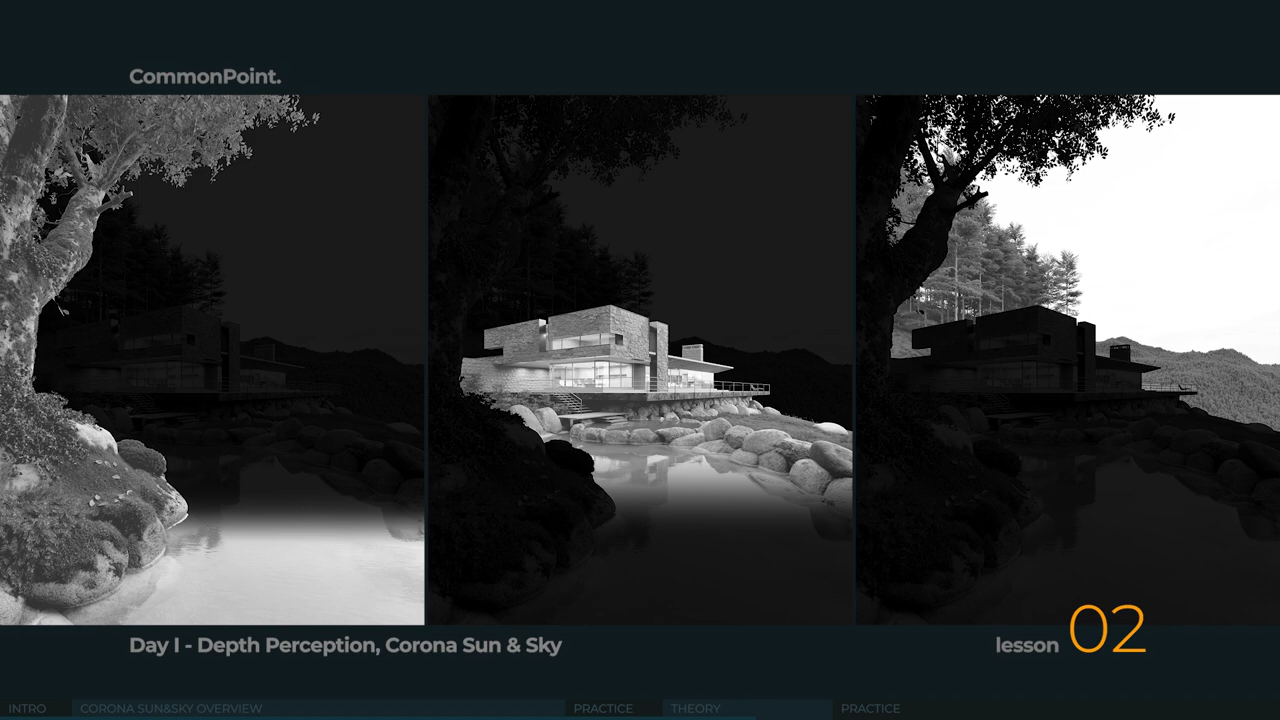 CommonPoint.
Day I - Depth Perception, Corona Sun & Sky
lesson 02
INTRO
CORONA SUN&SKY OVERVIEW
PRACTICE
THEORY
PRACTICE